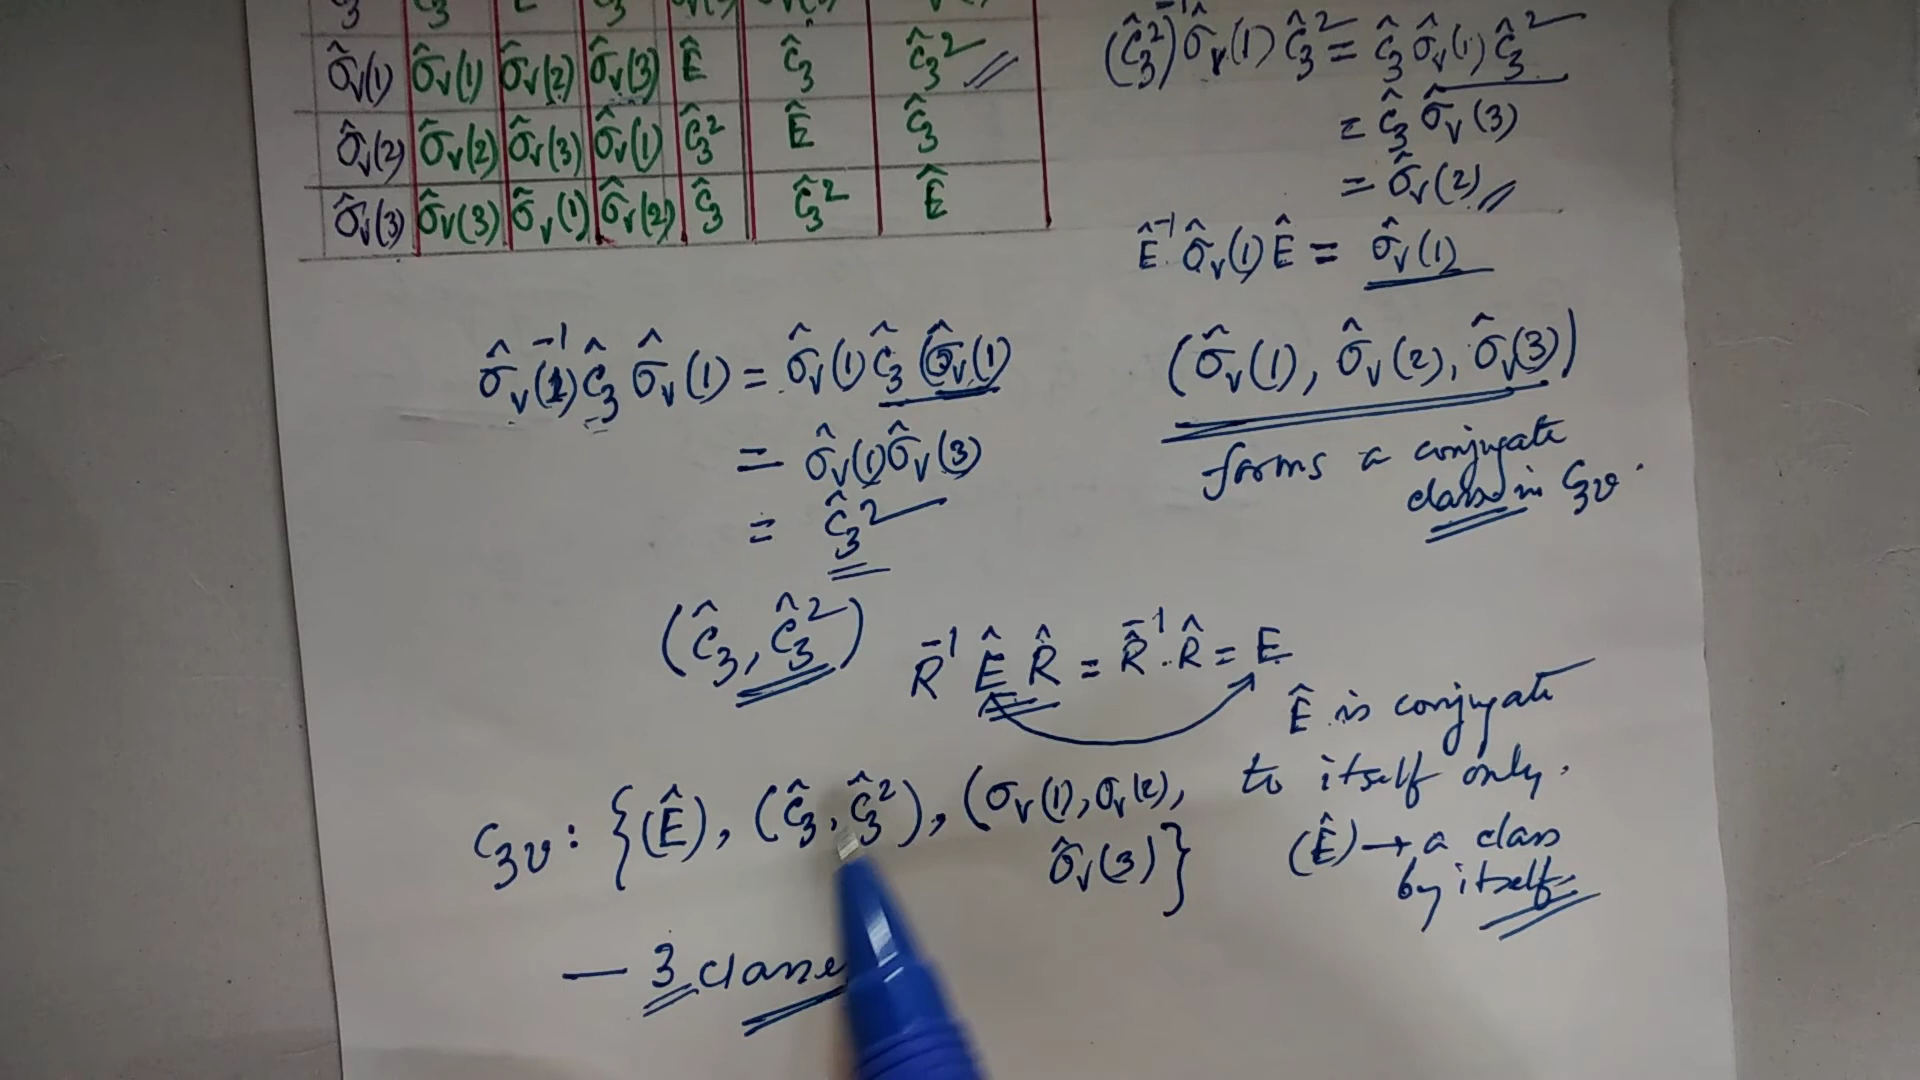 σ̂v(1) σ̂v(1) σ̂v(2) σ̂v(3) Ê Ĉ3 Ĉ3²
σ̂v(2) σ̂v(2) σ̂v(3) σ̂v(1) Ĉ3² Ê Ĉ3
σ̂v(3) σ̂v(3) σ̂v(1) σ̂v(2) Ĉ3 Ĉ3² Ê
(Ĉ3²)⁻¹ σ̂v(1) Ĉ3² = Ĉ3 σ̂v(1) Ĉ3²
= Ĉ3 σ̂v(3)
= σ̂v(2)
Ê⁻¹ σ̂v(1) Ê = σ̂v(1)
(σ̂v(1), σ̂v(2), σ̂v(3))
forms a conjugate
class in C3v.
σ̂v(1)⁻¹ Ĉ3 σ̂v(1) = σ̂v(1) Ĉ3 σ̂v(1)
= σ̂v(1) σ̂v(3)
= Ĉ3²
(Ĉ3, Ĉ3²)
R⁻¹ Ê R̂ = R̂⁻¹ . R̂ = E
Ê is conjugate
to itself only.
(Ê) → a class
by itself
C3v : {(Ê), (Ĉ3, Ĉ3²), (σv(1), σv(2),
σ̂v(3)}
— 3 classe